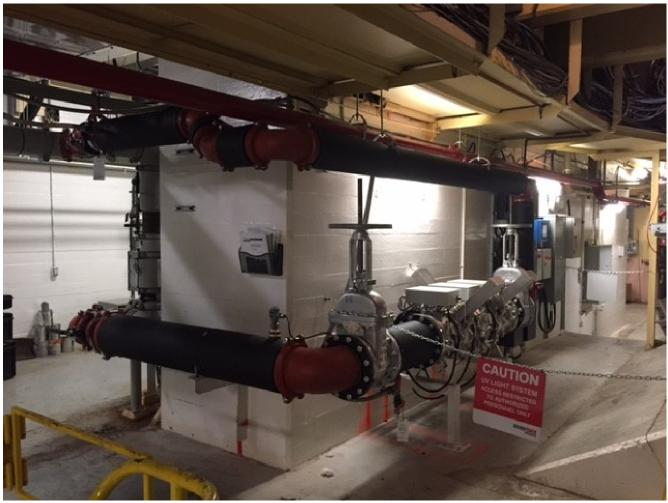 CAUTION
UV LIGHT SYSTEM
ACCESS RESTRICTED
TO AUTHORIZED
PERSONNEL ONLY